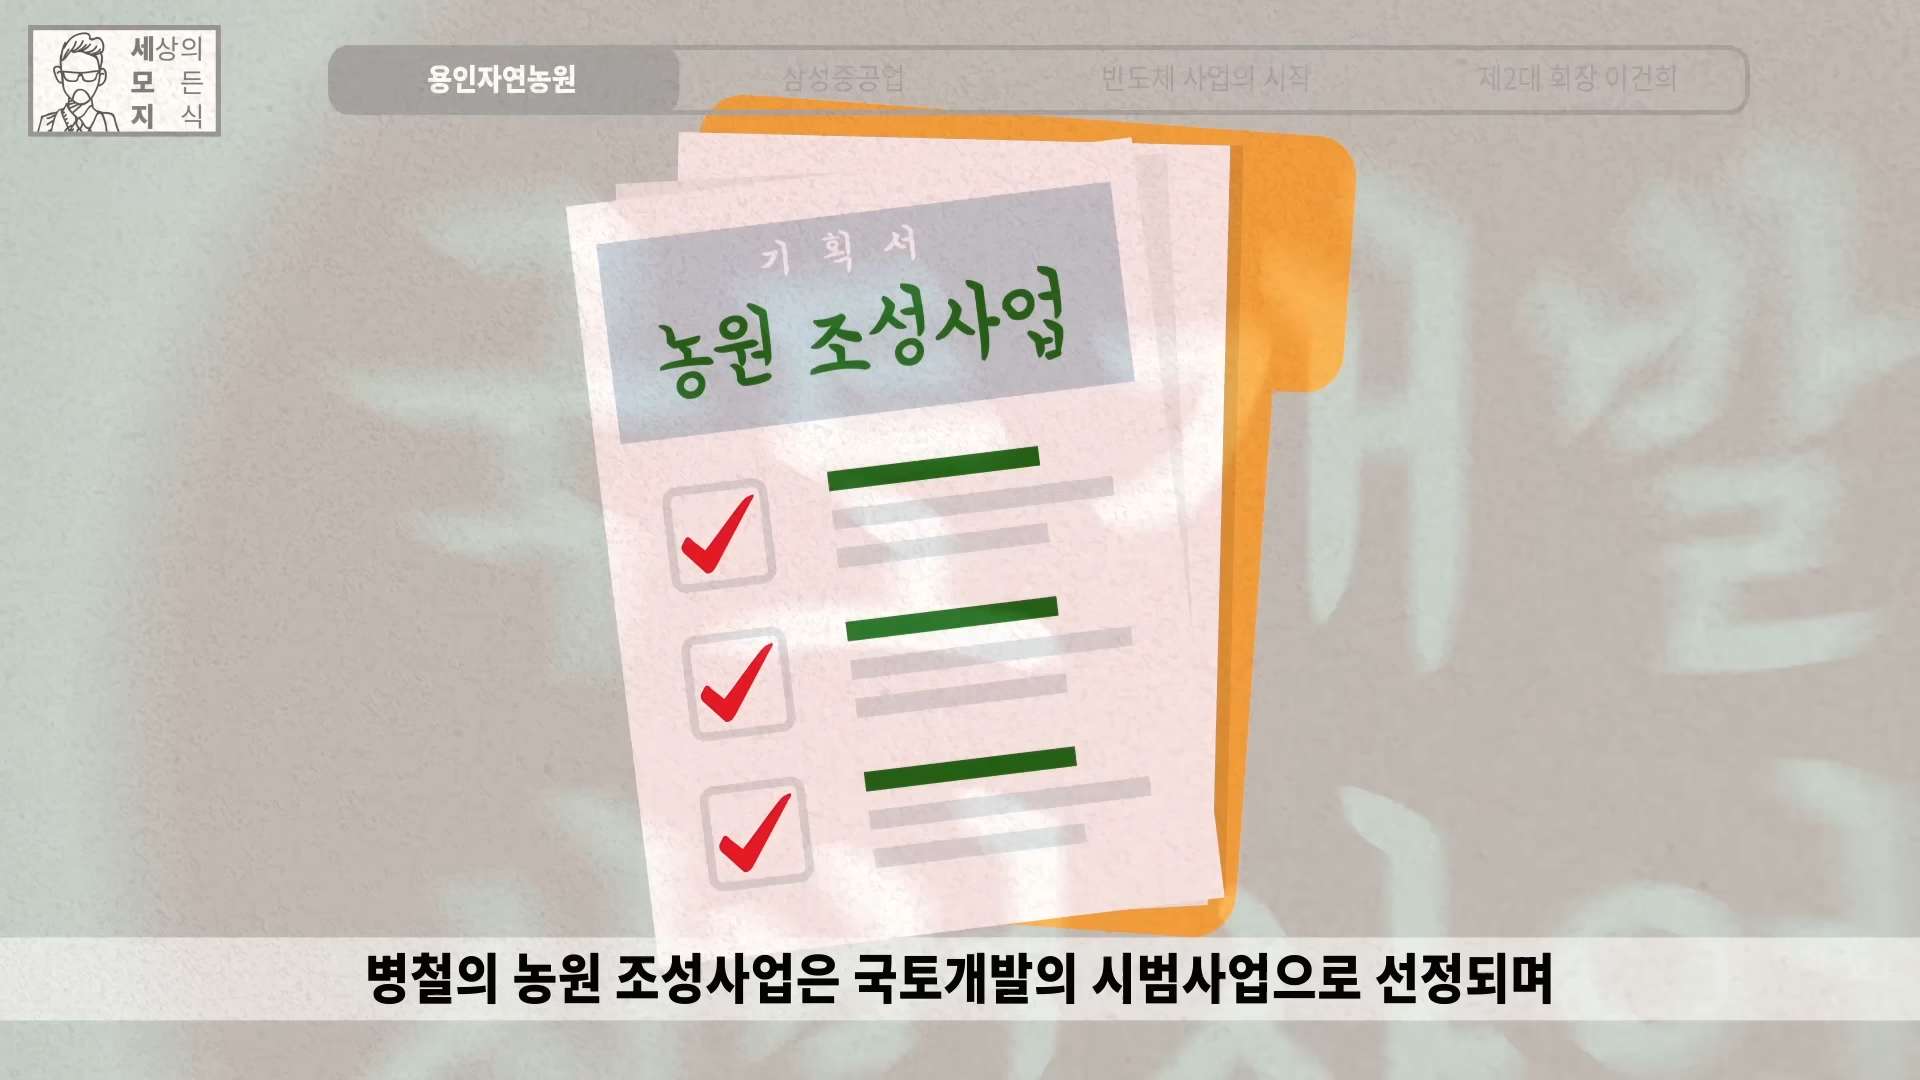 세상의
모든
지식
용인자연농원 삼성중공업 반도체 사업의 시작 제2대 회장 이건희
기획서
농원 조성사업
병철의 농원 조성사업은 국토개발의 시범사업으로 선정되며